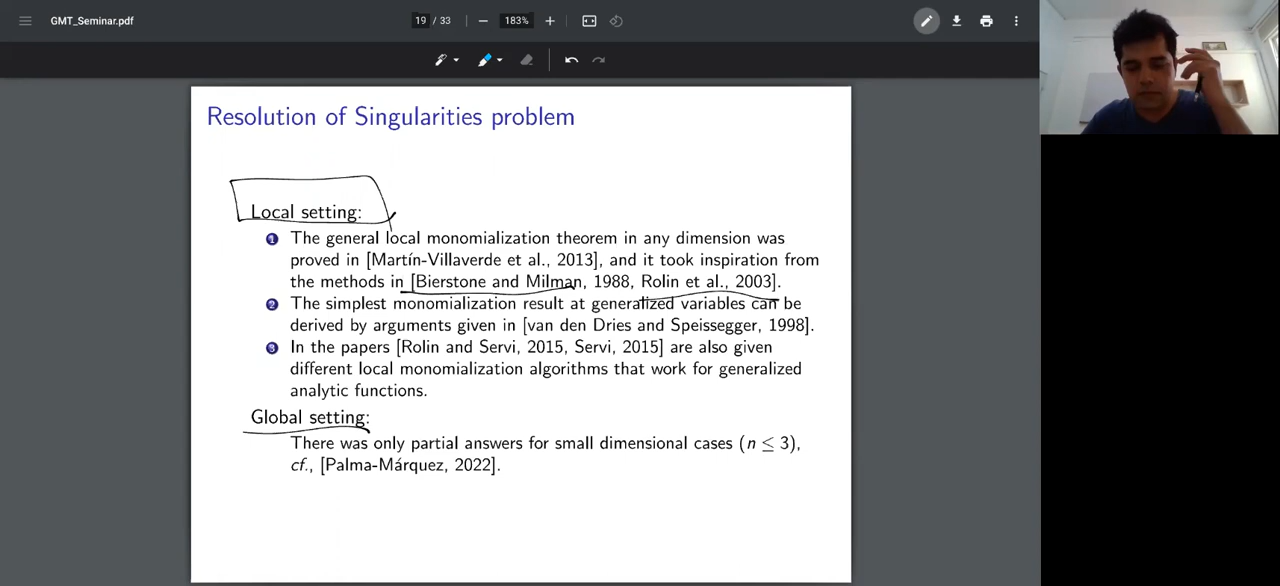 GMT_Seminar.pdf
19 / 33
183%
Resolution of Singularities problem
Local setting:
1 The general local monomialization theorem in any dimension was
proved in [Martín-Villaverde et al., 2013], and it took inspiration from
the methods in [Bierstone and Milman, 1988, Rolin et al., 2003].
2 The simplest monomialization result at generalized variables can be
derived by arguments given in [van den Dries and Speissegger, 1998].
3 In the papers [Rolin and Servi, 2015, Servi, 2015] are also given
different local monomialization algorithms that work for generalized
analytic functions.
Global setting:
There was only partial answers for small dimensional cases (n ≤ 3),
cf., [Palma-Márquez, 2022].